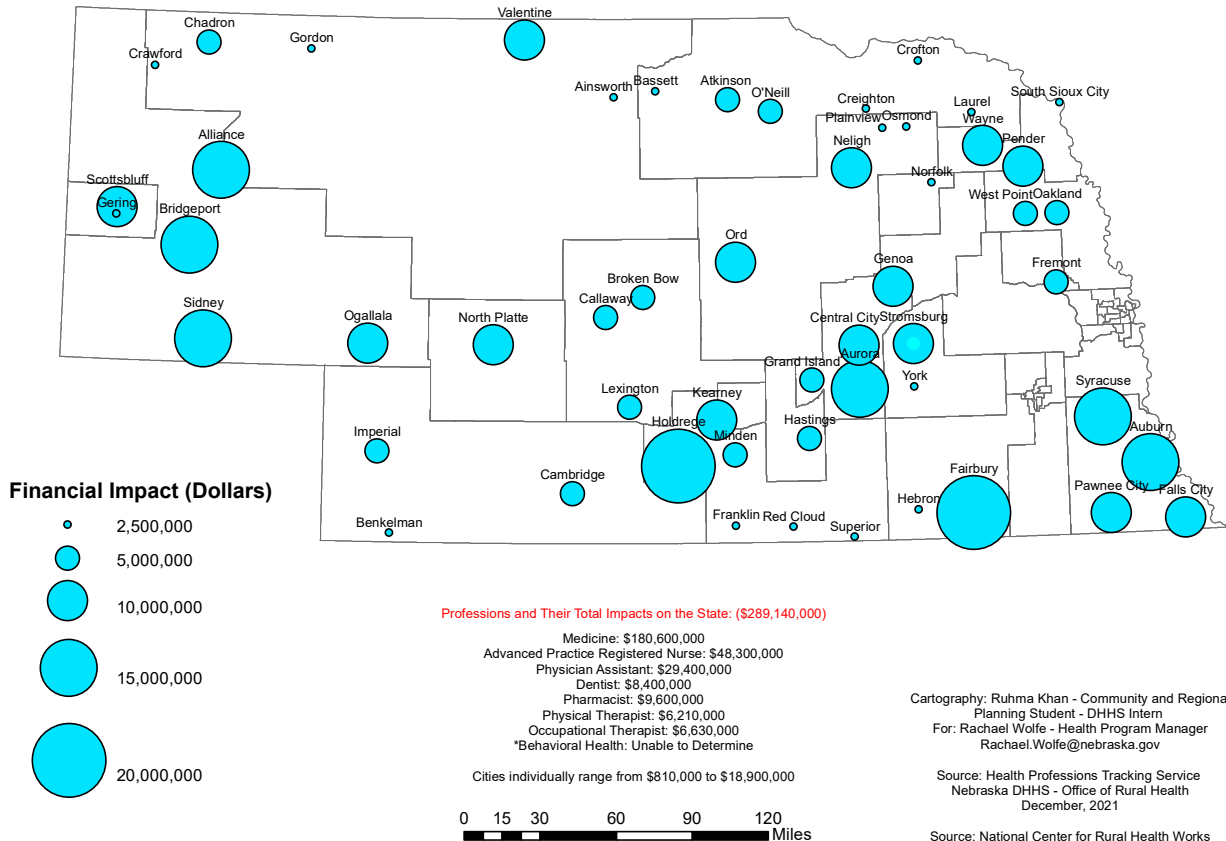 Valentine
Chadron
Gordon
Crawford
Crofton
Ainsworth
Bassett
Atkinson
O'Neill
South Sioux City
Creighton
Laurel
Plainview
Osmond
Wayne
Alliance
Neligh
Pender
Scottsbluff
Norfolk
Gering
West Point
Oakland
Bridgeport
Ord
Genoa
Fremont
Broken Bow
Callaway
Sidney
Ogallala
North Platte
Central City
Stromsburg
Aurora
Grand Island
York
Lexington
Kearney
Syracuse
Holdrege
Hastings
Imperial
Minden
Auburn
Cambridge
Fairbury
Pawnee City
Falls City
Hebron
Benkelman
Franklin
Red Cloud
Superior
Financial Impact (Dollars)
2,500,000
5,000,000
10,000,000
15,000,000
20,000,000
Professions and Their Total Impacts on the State: ($289,140,000)
Medicine: $180,600,000
Advanced Practice Registered Nurse: $48,300,000
Physician Assistant: $29,400,000
Dentist: $8,400,000
Pharmacist: $9,600,000
Physical Therapist: $6,210,000
Occupational Therapist: $6,630,000
*Behavioral Health: Unable to Determine
Cities individually range from $810,000 to $18,900,000
0 15 30 60 90 120
Miles
Cartography: Ruhma Khan - Community and Regional
Planning Student - DHHS Intern
For: Rachael Wolfe - Health Program Manager
Rachael.Wolfe@nebraska.gov
Source: Health Professions Tracking Service
Nebraska DHHS - Office of Rural Health
December, 2021
Source: National Center for Rural Health Works